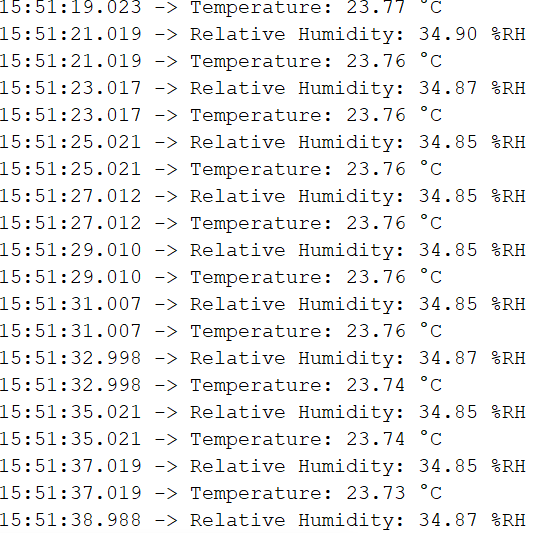 15:51:19.023 -> Temperature: 23.77 °C
15:51:21.019 -> Relative Humidity: 34.90 %RH
15:51:21.019 -> Temperature: 23.76 °C
15:51:23.017 -> Relative Humidity: 34.87 %RH
15:51:23.017 -> Temperature: 23.76 °C
15:51:25.021 -> Relative Humidity: 34.85 %RH
15:51:25.021 -> Temperature: 23.76 °C
15:51:27.012 -> Relative Humidity: 34.85 %RH
15:51:27.012 -> Temperature: 23.76 °C
15:51:29.010 -> Relative Humidity: 34.85 %RH
15:51:29.010 -> Temperature: 23.76 °C
15:51:31.007 -> Relative Humidity: 34.85 %RH
15:51:31.007 -> Temperature: 23.76 °C
15:51:32.998 -> Relative Humidity: 34.87 %RH
15:51:32.998 -> Temperature: 23.74 °C
15:51:35.021 -> Relative Humidity: 34.85 %RH
15:51:35.021 -> Temperature: 23.74 °C
15:51:37.019 -> Relative Humidity: 34.85 %RH
15:51:37.019 -> Temperature: 23.73 °C
15:51:38.988 -> Relative Humidity: 34.87 %RH